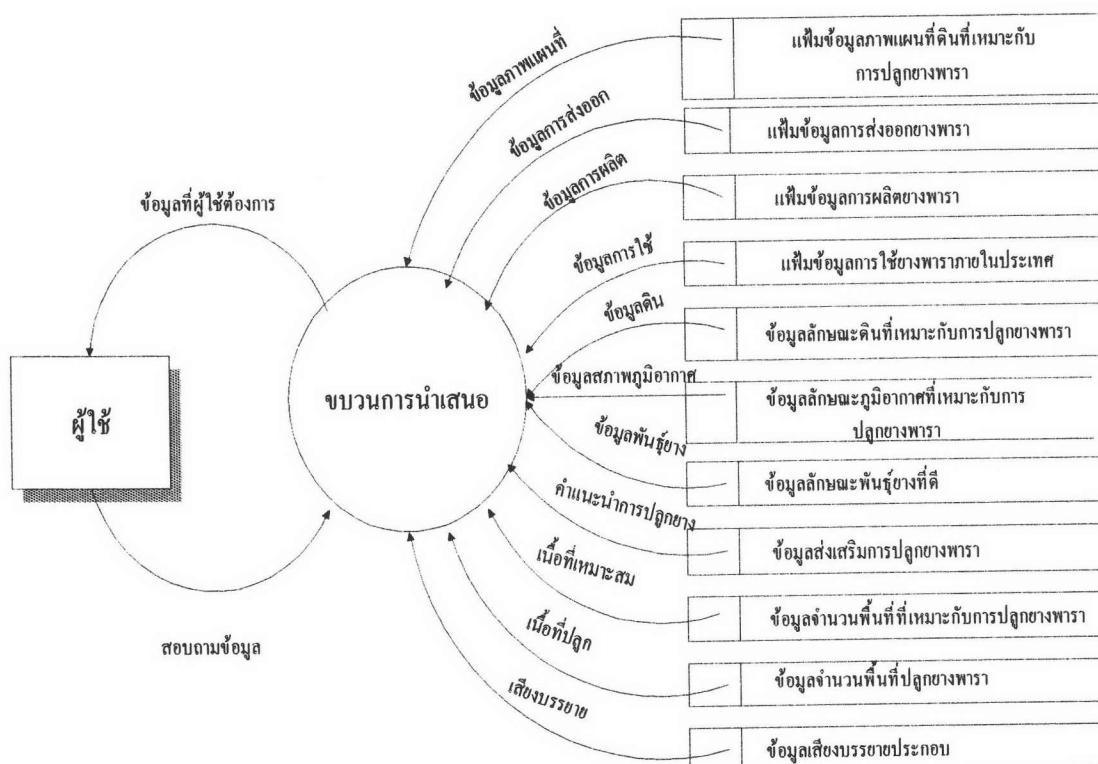 ข้อมูลภาพแผนที่
แฟ้มข้อมูลภาพแผนที่ดินที่เหมาะกับ
การปลูกยางพารา
ข้อมูลการส่งออก
แฟ้มข้อมูลการส่งออกยางพารา
ข้อมูลการผลิต
แฟ้มข้อมูลการผลิตยางพารา
ข้อมูลที่ผู้ใช้ต้องการ
ข้อมูลการใช้
แฟ้มข้อมูลการใช้ยางพาราภายในประเทศ
ข้อมูลดิน
ข้อมูลลักษณะดินที่เหมาะกับการปลูกยางพารา
ข้อมูลสภาพภูมิอากาศ
ข้อมูลลักษณะภูมิอากาศที่เหมาะกับการ
ปลูกยางพารา
ผู้ใช้
ขบวนการนำเสนอ
ข้อมูลพันธุ์ยาง
ข้อมูลลักษณะพันธุ์ยางที่ดี
คำแนะนำการปลูกยาง
ข้อมูลส่งเสริมการปลูกยางพารา
เนื้อที่เหมาะสม
ข้อมูลจำนวนพื้นที่ที่เหมาะกับการปลูกยางพารา
สอบถามข้อมูล
เนื้อที่ปลูก
ข้อมูลจำนวนพื้นที่ปลูกยางพารา
เสียงบรรยาย
ข้อมูลเสียงบรรยายประกอบ